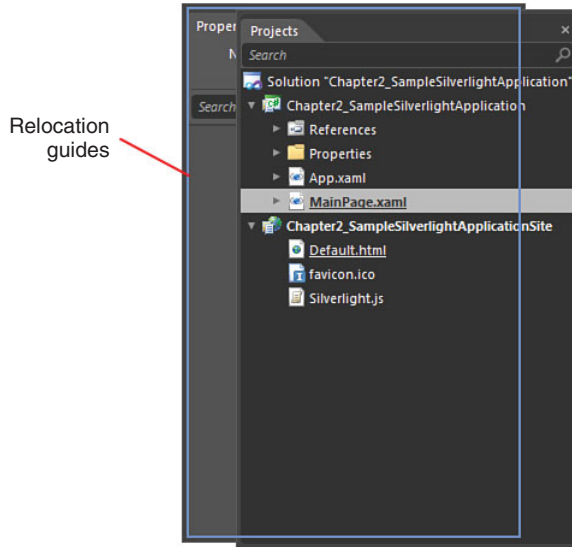 Relocation
guides
Projects
Search
Search
Solution "Chapter2_SampleSilverlightApplication"
Chapter2_SampleSilverlightApplication
References
Properties
App.xaml
MainPage.xaml
Chapter2_SampleSilverlightApplicationSite
Default.html
favicon.ico
Silverlight.js